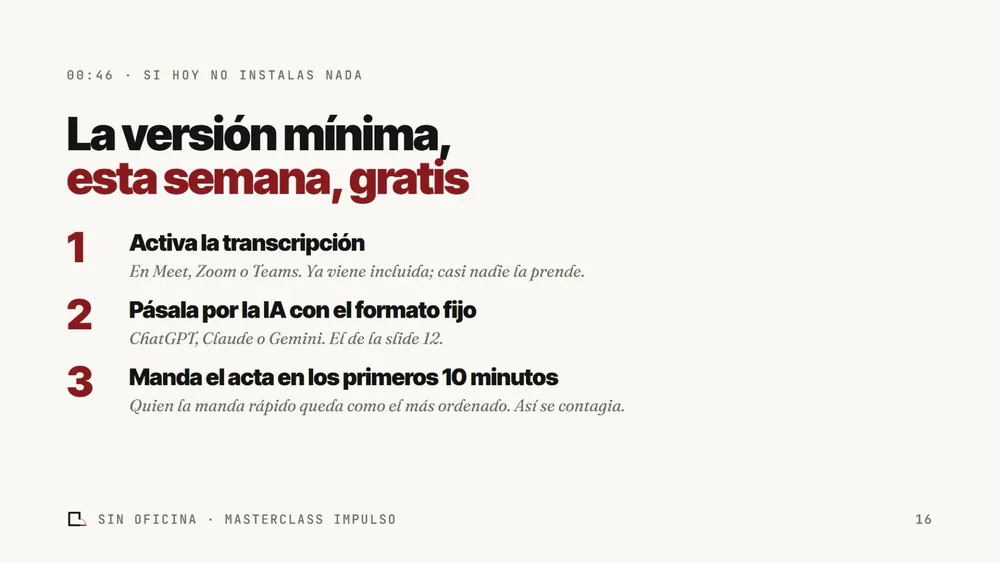 00:46 · SI HOY NO INSTALAS NADA
La versión mínima,
esta semana, gratis
1
Activa la transcripción
En Meet, Zoom o Teams. Ya viene incluida; casi nadie la prende.
2
Pásala por la IA con el formato fijo
ChatGPT, Claude o Gemini. El de la slide 12.
3
Manda el acta en los primeros 10 minutos
Quien la manda rápido queda como el más ordenado. Así se contagia.
SIN OFICINA · MASTERCLASS IMPULSO
16